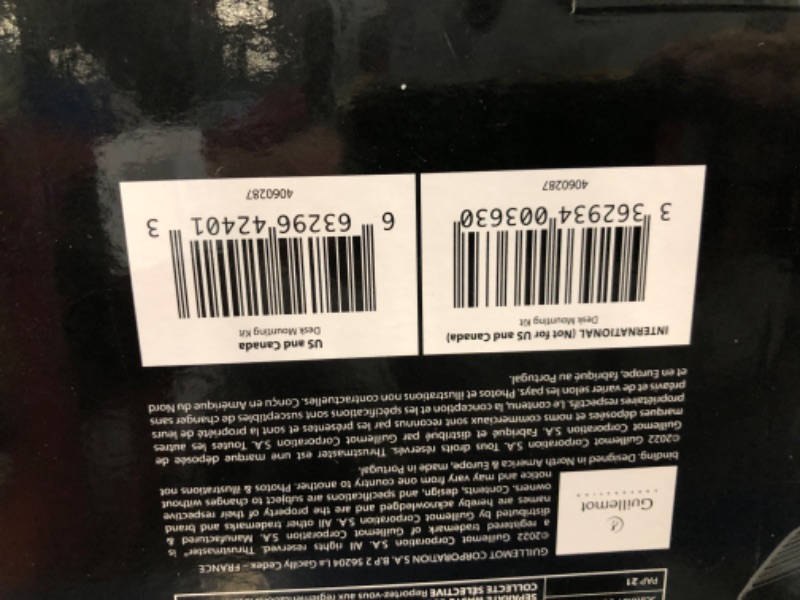 PAP 21
COLLECTE SÉLECTIVE
GUILLEMOT CORPORATION S.A. B.P 2 56204 La Gacilly Cedex - FRANCE
Guillemot
CORPORATION
©2022 Guillemot Corporation S.A. All rights reserved. Thrustmaster® is
a registered trademark of Guillemot Corporation S.A. Manufactured &
distributed by Guillemot Corporation S.A. All other trademarks and brand
names are hereby acknowledged and are the property of their respective
owners. Contents, design, and specifications are subject to changes without
notice and may vary from one country to another. Photos & illustrations not
binding. Designed in North America & Europe, made in Portugal.
©2022 Guillemot Corporation S.A. Tous droits réservés. Thrustmaster est une marque déposée de
Guillemot Corporation S.A. Fabriqué et distribué par Guillemot Corporation S.A. Toutes les autres
marques déposées et noms commerciaux sont reconnus par les présentes et sont la propriété de leurs
propriétaires respectifs. Le contenu, la conception et les spécifications sont susceptibles de changer sans
préavis et de varier selon les pays. Photos et illustrations non contractuelles. Conçu en Amérique du Nord
et en Europe, fabriqué au Portugal.
INTERNATIONAL (Not for US and Canada)
Desk Mounting Kit
3 362934 003630
4060287
US and Canada
Desk Mounting Kit
6 63296 42401 3
4060287